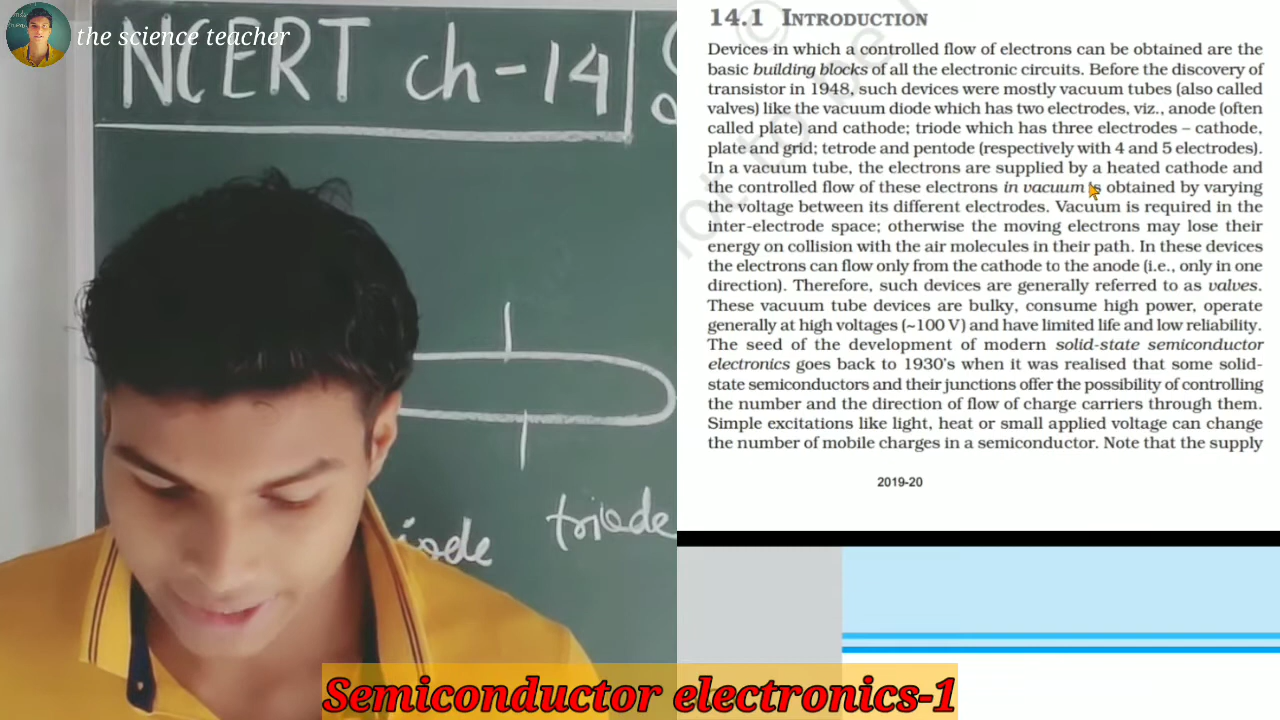 the science teacher
NCERT ch-14
triode
14.1 INTRODUCTION
Devices in which a controlled flow of electrons can be obtained are the
basic building blocks of all the electronic circuits. Before the discovery of
transistor in 1948, such devices were mostly vacuum tubes (also called
valves) like the vacuum diode which has two electrodes, viz., anode (often
called plate) and cathode; triode which has three electrodes – cathode,
plate and grid; tetrode and pentode (respectively with 4 and 5 electrodes).
In a vacuum tube, the electrons are supplied by a heated cathode and
the controlled flow of these electrons in vacuum is obtained by varying
the voltage between its different electrodes. Vacuum is required in the
inter-electrode space; otherwise the moving electrons may lose their
energy on collision with the air molecules in their path. In these devices
the electrons can flow only from the cathode to the anode (i.e., only in one
direction). Therefore, such devices are generally referred to as valves.
These vacuum tube devices are bulky, consume high power, operate
generally at high voltages (~100 V) and have limited life and low reliability.
The seed of the development of modern solid-state semiconductor
electronics goes back to 1930's when it was realised that some solid-
state semiconductors and their junctions offer the possibility of controlling
the number and the direction of flow of charge carriers through them.
Simple excitations like light, heat or small applied voltage can change
the number of mobile charges in a semiconductor. Note that the supply
2019-20
Semiconductor electronics-1